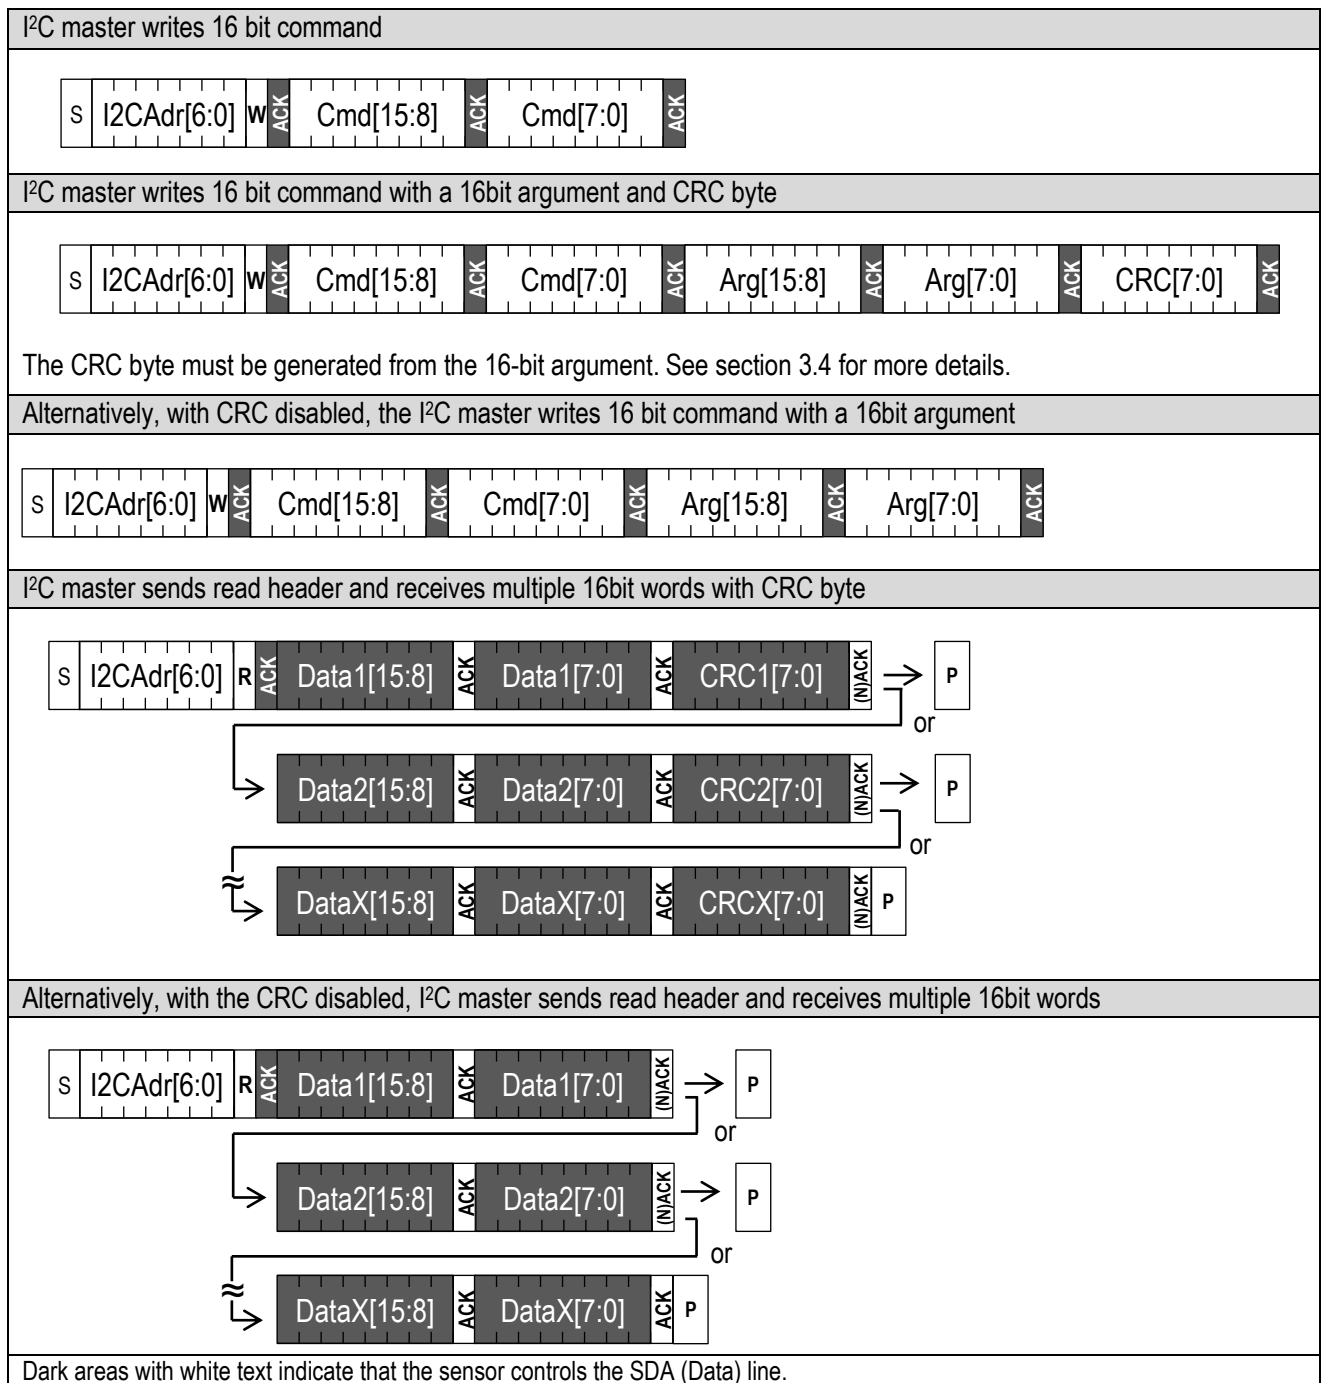 I²C master writes 16 bit command
S I2CAdr[6:0] W ACK Cmd[15:8] ACK Cmd[7:0] ACK
I²C master writes 16 bit command with a 16bit argument and CRC byte
S I2CAdr[6:0] W ACK Cmd[15:8] ACK Cmd[7:0] ACK Arg[15:8] ACK Arg[7:0] ACK CRC[7:0] ACK
The CRC byte must be generated from the 16-bit argument. See section 3.4 for more details.
Alternatively, with CRC disabled, the I²C master writes 16 bit command with a 16bit argument
S I2CAdr[6:0] W ACK Cmd[15:8] ACK Cmd[7:0] ACK Arg[15:8] ACK Arg[7:0] ACK
I²C master sends read header and receives multiple 16bit words with CRC byte
S I2CAdr[6:0] R ACK Data1[15:8] ACK Data1[7:0] ACK CRC1[7:0] (N)ACK P
or
Data2[15:8] ACK Data2[7:0] ACK CRC2[7:0] (N)ACK P
or
DataX[15:8] ACK DataX[7:0] ACK CRCX[7:0] (N)ACK P
Alternatively, with the CRC disabled, I²C master sends read header and receives multiple 16bit words
S I2CAdr[6:0] R ACK Data1[15:8] ACK Data1[7:0] (N)ACK P
or
Data2[15:8] ACK Data2[7:0] (N)ACK P
or
DataX[15:8] ACK DataX[7:0] ACK P
Dark areas with white text indicate that the sensor controls the SDA (Data) line.